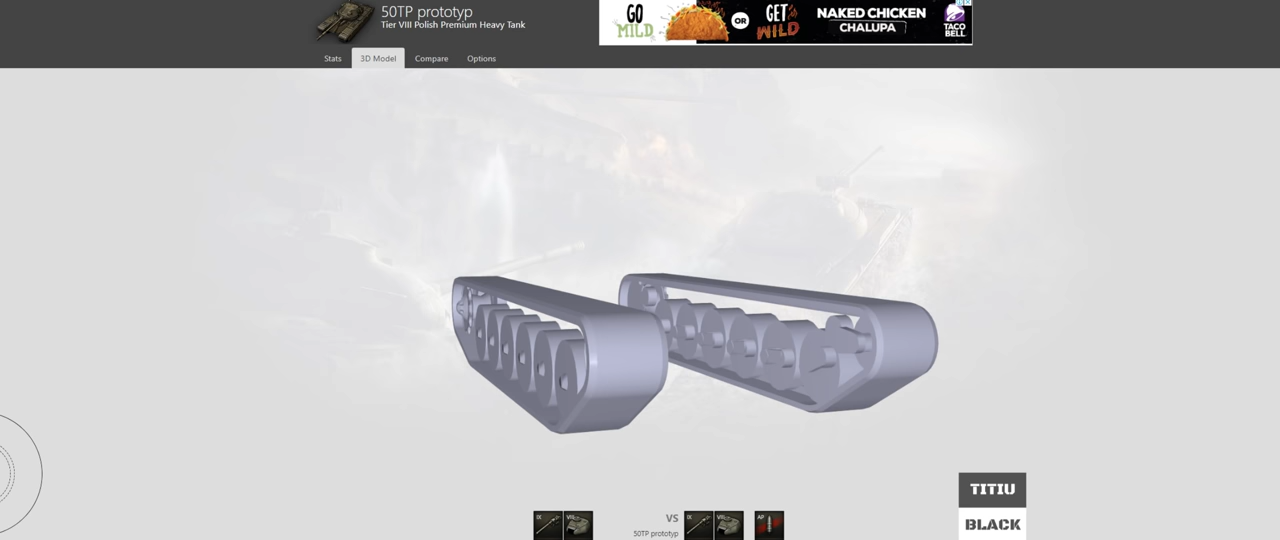 50TP prototyp
Tier VIII Polish Premium Heavy Tank
GO MILD
OR
GET WILD
NAKED CHICKEN
CHALUPA
TACO BELL
Stats
3D Model
Compare
Options
TITIU
BLACK
IX
VIII
VS
50TP prototyp
IX
VIII
AP